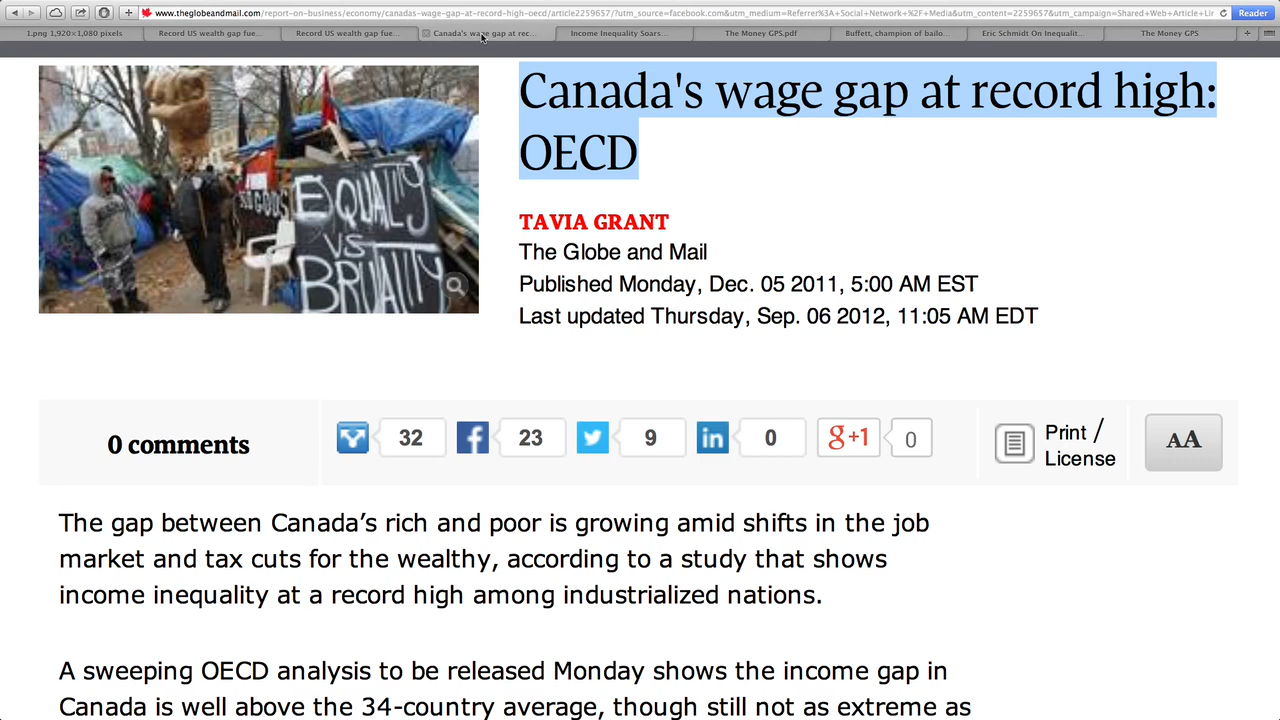 www.theglobeandmail.com/report-on-business/economy/canadas-wage-gap-at-record-high-oecd/article2259657/?utm_source=facebook.com&utm_medium=Referrer%3A+Social+Network+%2F+Media&utm_content=2259657&utm_campaign=Shared+Web+Article+Lin
Reader
1.png 1,920×1,080 pixels
Record US wealth gap fue...
Record US wealth gap fue...
Canada's wage gap at rec...
Income Inequality Soars...
The Money GPS.pdf
Buffett, champion of bailo...
Eric Schmidt On Inequalit...
The Money GPS
Canada's wage gap at record high:
OECD
EQUALITY
VS
BRUTALITY
TAVIA GRANT
The Globe and Mail
Published Monday, Dec. 05 2011, 5:00 AM EST
Last updated Thursday, Sep. 06 2012, 11:05 AM EDT
0 comments
32
23
9
in
0
g+1
0
Print /
License
AA
The gap between Canada’s rich and poor is growing amid shifts in the job
market and tax cuts for the wealthy, according to a study that shows
income inequality at a record high among industrialized nations.
A sweeping OECD analysis to be released Monday shows the income gap in
Canada is well above the 34-country average, though still not as extreme as